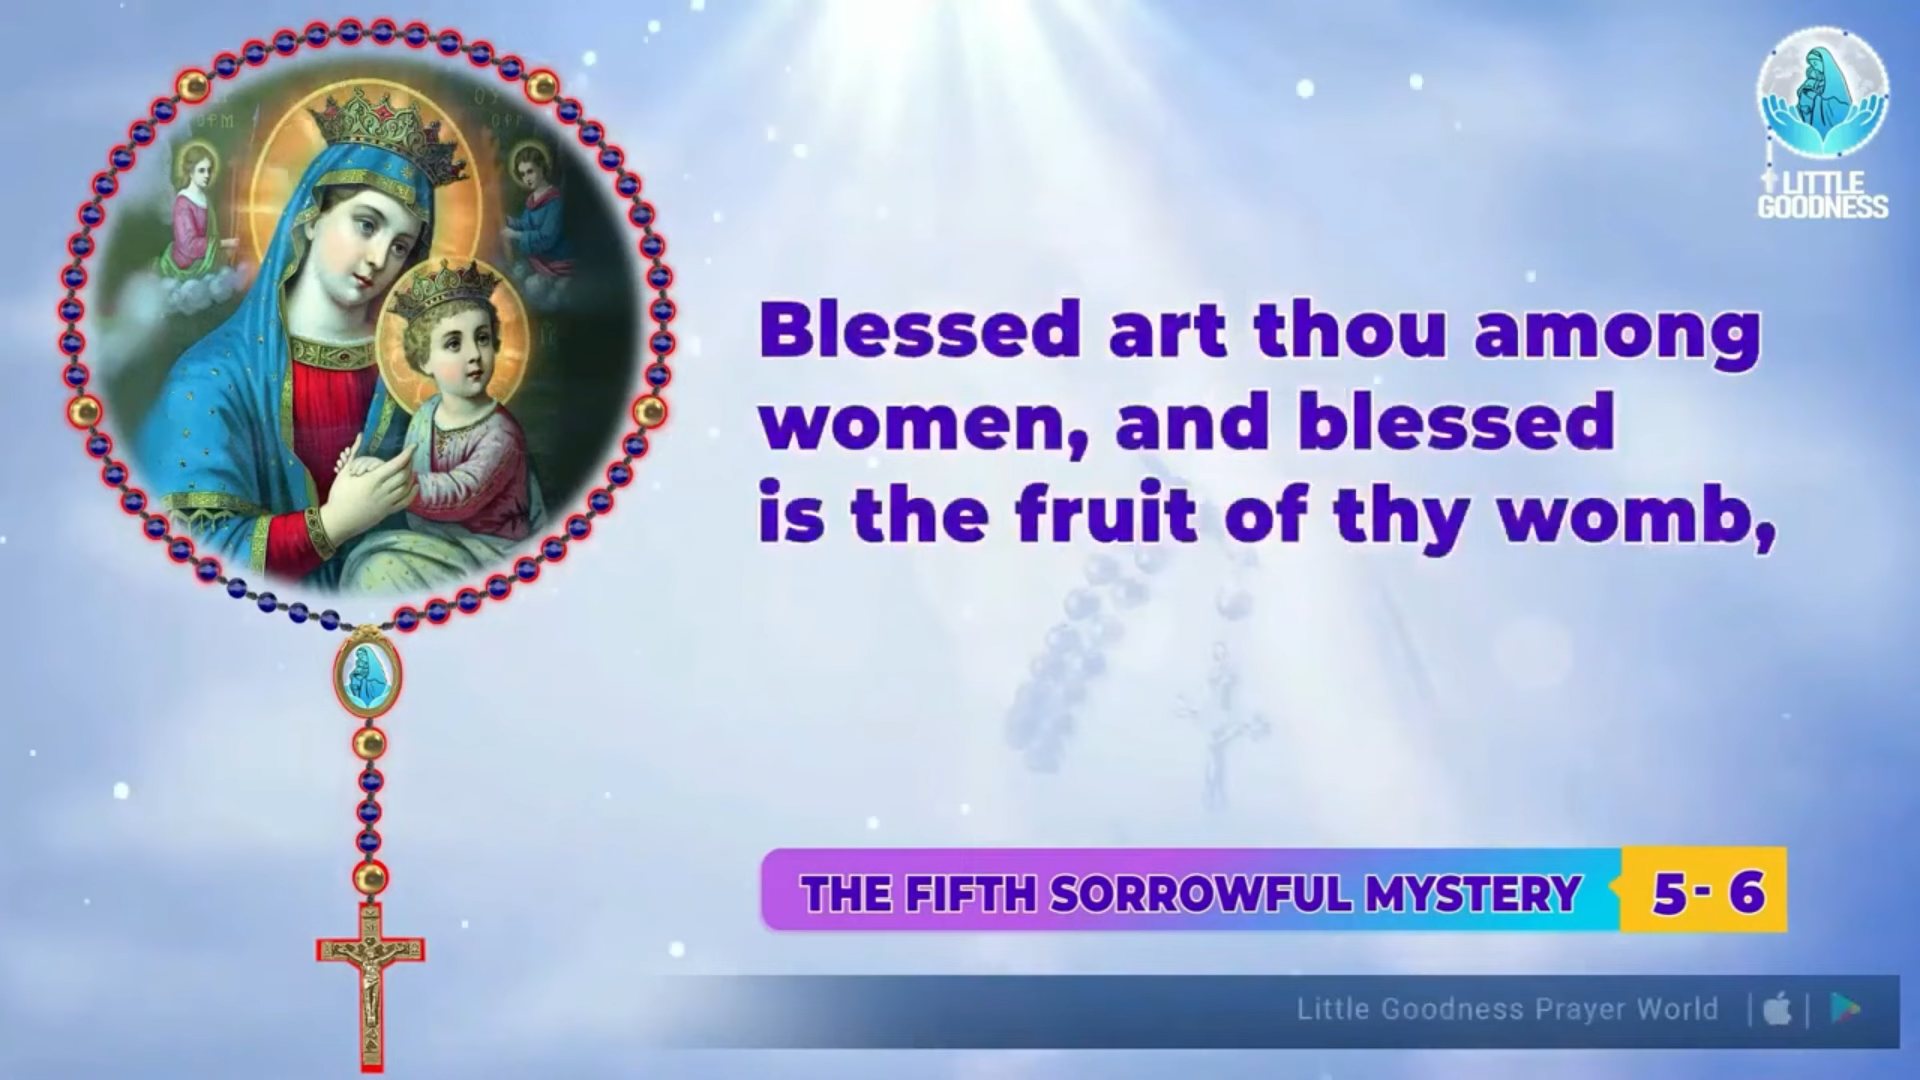 LITTLE
GOODNESS
Blessed art thou among
women, and blessed
is the fruit of thy womb,
THE FIFTH SORROWFUL MYSTERY 5- 6
Little Goodness Prayer World